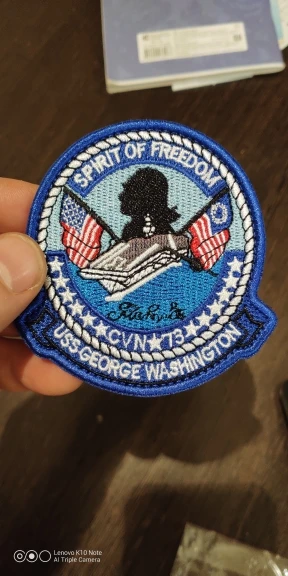 SPIRIT OF FREEDOM
CVN★73
USS GEORGE WASHINGTON
Lenovo K10 Note
AI Triple Camera